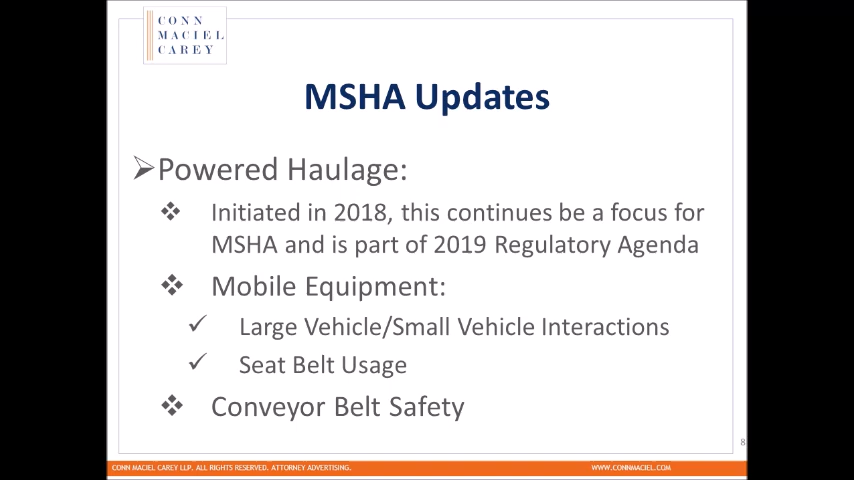 CONN
MACIEL
CAREY
MSHA Updates
Powered Haulage:
Initiated in 2018, this continues be a focus for
MSHA and is part of 2019 Regulatory Agenda
Mobile Equipment:
Large Vehicle/Small Vehicle Interactions
Seat Belt Usage
Conveyor Belt Safety
8
CONN MACIEL CAREY LLP. ALL RIGHTS RESERVED. ATTORNEY ADVERTISING. WWW.CONNMACIEL.COM